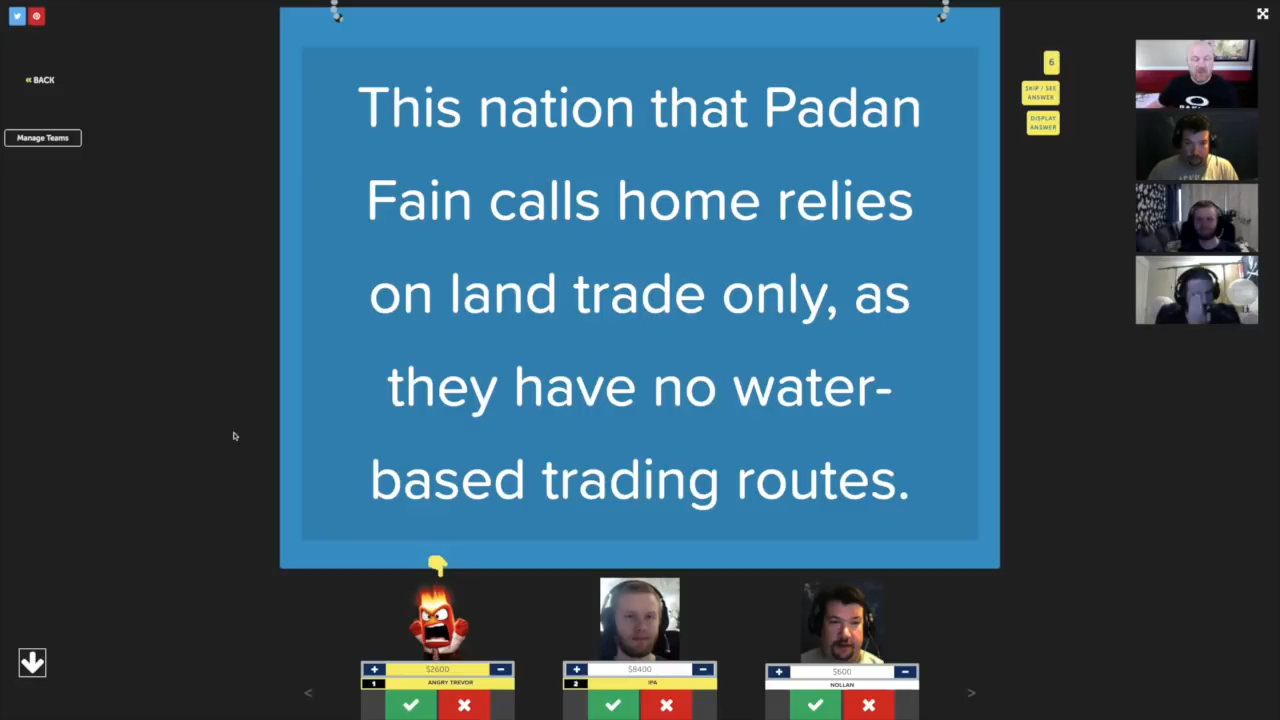 « BACK
Manage Teams
This nation that Padan
Fain calls home relies
on land trade only, as
they have no water-
based trading routes.
6
SKIP / SEE
ANSWER
DISPLAY
ANSWER
+ $2600 −
1 ANGRY TREVOR
+ $8400 −
2 IPA
+ $600 −
NOLLAN
< >